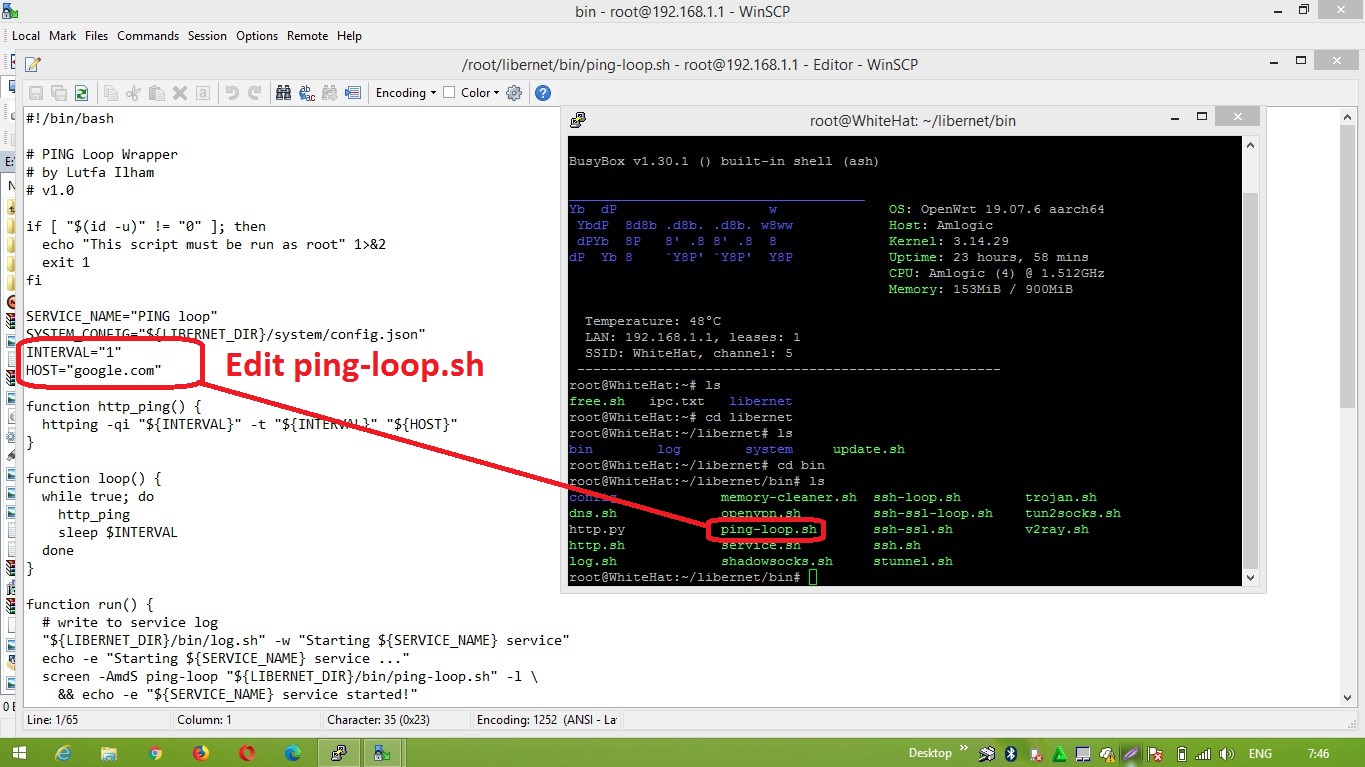 bin - root@192.168.1.1 - WinSCP
Local Mark Files Commands Session Options Remote Help
/root/libernet/bin/ping-loop.sh - root@192.168.1.1 - Editor - WinSCP
Encoding Color
#!/bin/bash
# PING Loop Wrapper
# by Lutfa Ilham
# v1.0
if [ "$(id -u)" != "0" ]; then
  echo "This script must be run as root" 1>&2
  exit 1
fi
SERVICE_NAME="PING loop"
SYSTEM_CONFIG="${LIBERNET_DIR}/system/config.json"
INTERVAL="1"
HOST="google.com"
Edit ping-loop.sh
function http_ping() {
  httping -qi "${INTERVAL}" -t "${INTERVAL}" "${HOST}"
}
function loop() {
  while true; do
    http_ping
    sleep $INTERVAL
  done
}
function run() {
  # write to service log
  "${LIBERNET_DIR}/bin/log.sh" -w "Starting ${SERVICE_NAME} service"
  echo -e "Starting ${SERVICE_NAME} service ..."
  screen -AmdS ping-loop "${LIBERNET_DIR}/bin/ping-loop.sh" -l \
    && echo -e "${SERVICE_NAME} service started!"
root@WhiteHat: ~/libernet/bin
BusyBox v1.30.1 () built-in shell (ash)
Yb  dP                   w
 YbdP  8d8b .d8b. .d8b. w8ww
 dPYb  8P   8' .8 8' .8  8
dP  Yb 8    `Y8P' `Y8P'  Y8P
OS: OpenWrt 19.07.6 aarch64
Host: Amlogic
Kernel: 3.14.29
Uptime: 23 hours, 58 mins
CPU: Amlogic (4) @ 1.512GHz
Memory: 153MiB / 900MiB
Temperature: 48°C
LAN: 192.168.1.1, leases: 1
SSID: WhiteHat, channel: 5
------------------------------------------------------
root@WhiteHat:~# ls
free.sh   ipc.txt   libernet
root@WhiteHat:~# cd libernet
root@WhiteHat:~/libernet# ls
bin        log        system     update.sh
root@WhiteHat:~/libernet# cd bin
root@WhiteHat:~/libernet/bin# ls
config   memory-cleaner.sh   ssh-loop.sh   trojan.sh
dns.sh   openvpn.sh   ssh-ssl-loop.sh   tun2socks.sh
http.py   ping-loop.sh   ssh-ssl.sh   v2ray.sh
http.sh   service.sh   ssh.sh
log.sh   shadowsocks.sh   stunnel.sh
root@WhiteHat:~/libernet/bin#
Line: 1/65 Column: 1 Character: 35 (0x23) Encoding: 1252 (ANSI - La
Desktop » ENG 7:46